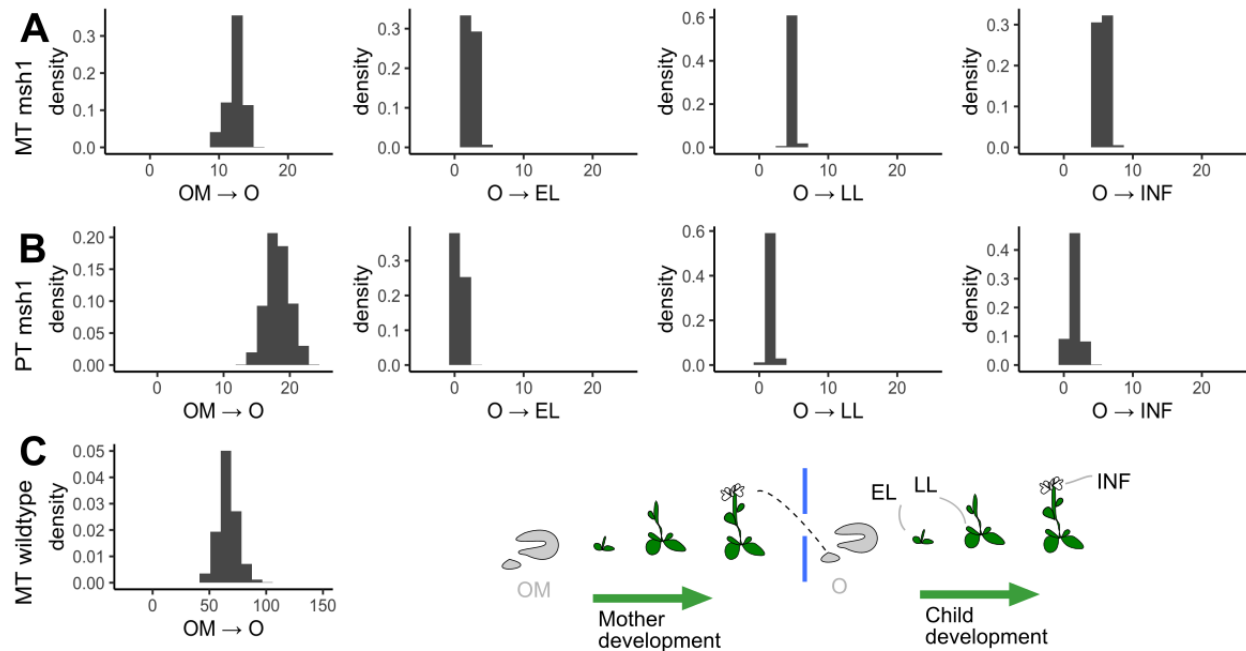 A
MT msh1
density
0.3
0.2
0.1
0.0
0 10 20
OM → O
density
0.3
0.2
0.1
0.0
0 10 20
O → EL
density
0.6
0.4
0.2
0.0
0 10 20
O → LL
density
0.3
0.2
0.1
0.0
0 10 20
O → INF
B
PT msh1
density
0.20
0.15
0.10
0.05
0.00
0 10 20
OM → O
density
0.3
0.2
0.1
0.0
0 10 20
O → EL
density
0.6
0.4
0.2
0.0
0 10 20
O → LL
density
0.4
0.2
0.0
0 10 20
O → INF
C
MT wildtype
density
0.05
0.04
0.03
0.02
0.01
0.00
0 50 100 150
OM → O
OM
Mother
development
O
EL
LL
INF
Child
development